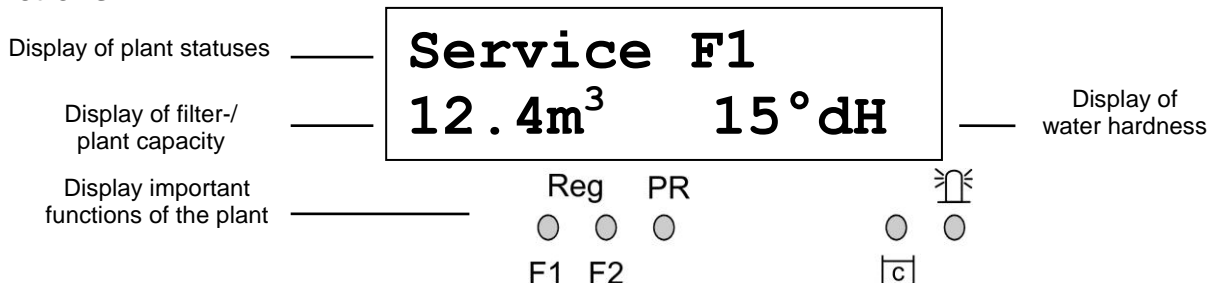 Display of plant statuses
Service F1
Display of filter-/
plant capacity
12.4m³ 15°dH
Display of
water hardness
Display important
functions of the plant
Reg PR
F1 F2 c